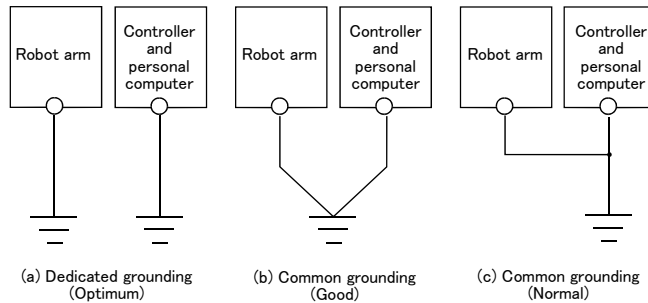 Robot arm
Controller
and
personal
computer
Robot arm
Controller
and
personal
computer
Robot arm
Controller
and
personal
computer
(a) Dedicated grounding
(Optimum)
(b) Common grounding
(Good)
(c) Common grounding
(Normal)